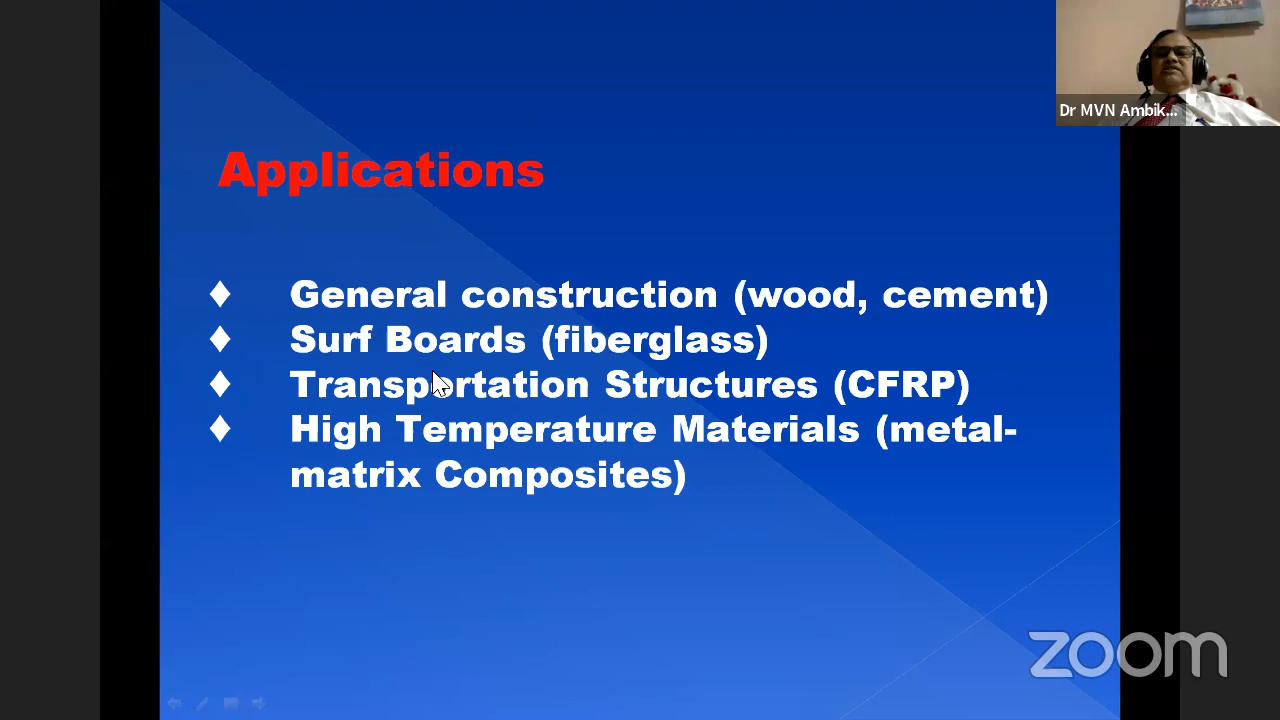 Dr MVN Ambik...
Applications
♦ General construction (wood, cement)
♦ Surf Boards (fiberglass)
♦ Transportation Structures (CFRP)
♦ High Temperature Materials (metal-
matrix Composites)
zoom